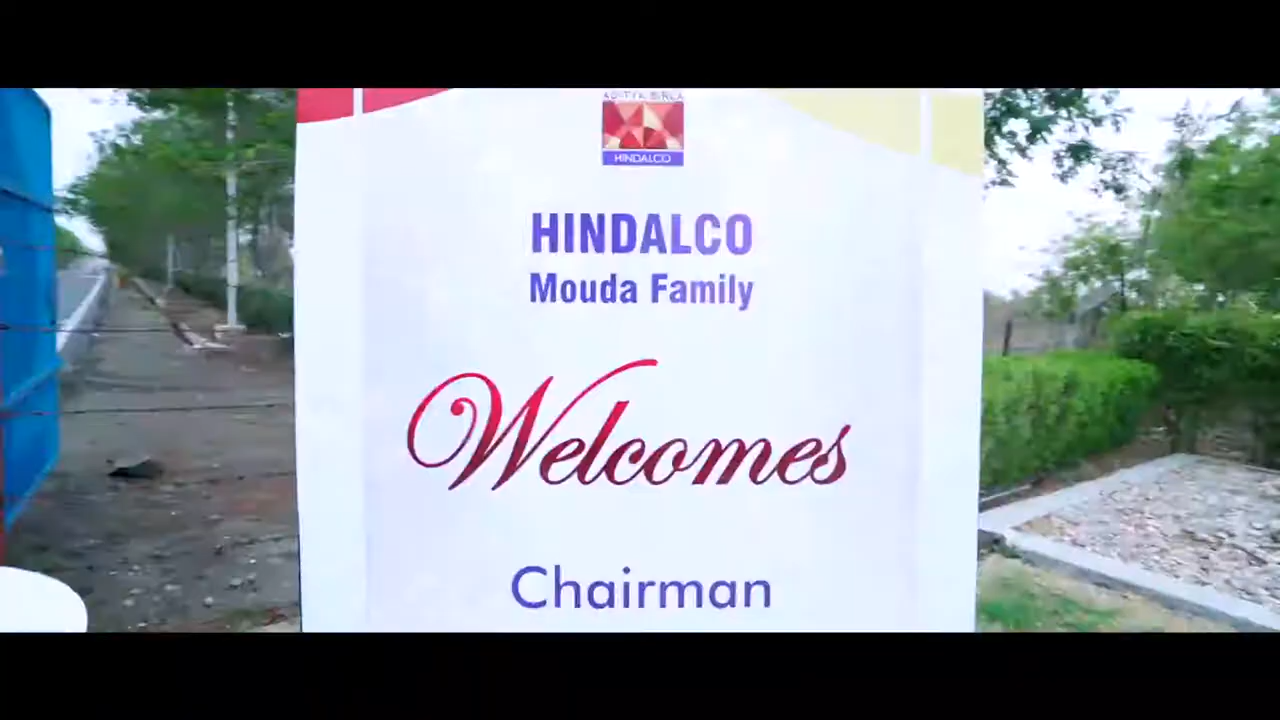 ADITYA BIRLA
HINDALCO
HINDALCO
Mouda Family
Welcomes
Chairman